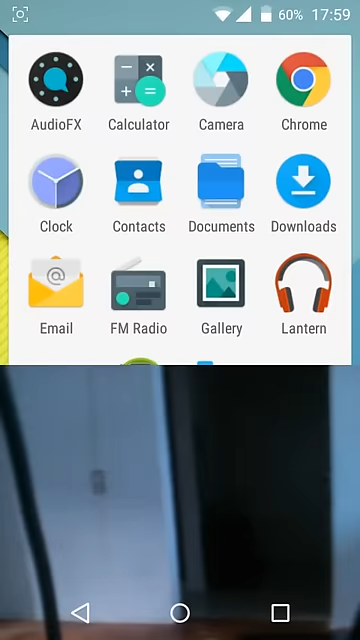 60% 17:59
AudioFX Calculator Camera Chrome
Clock Contacts Documents Downloads
@
Email FM Radio Gallery Lantern